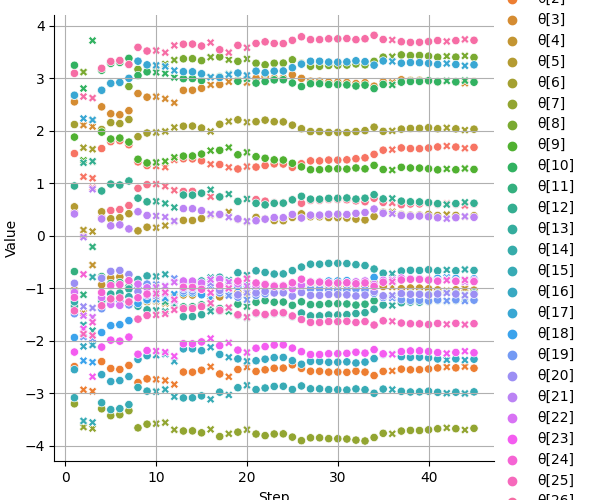 4
3
2
1
0
−1
−2
−3
−4
Value
0
10
20
30
40
Step
θ[2]
θ[3]
θ[4]
θ[5]
θ[6]
θ[7]
θ[8]
θ[9]
θ[10]
θ[11]
θ[12]
θ[13]
θ[14]
θ[15]
θ[16]
θ[17]
θ[18]
θ[19]
θ[20]
θ[21]
θ[22]
θ[23]
θ[24]
θ[25]
θ[26]